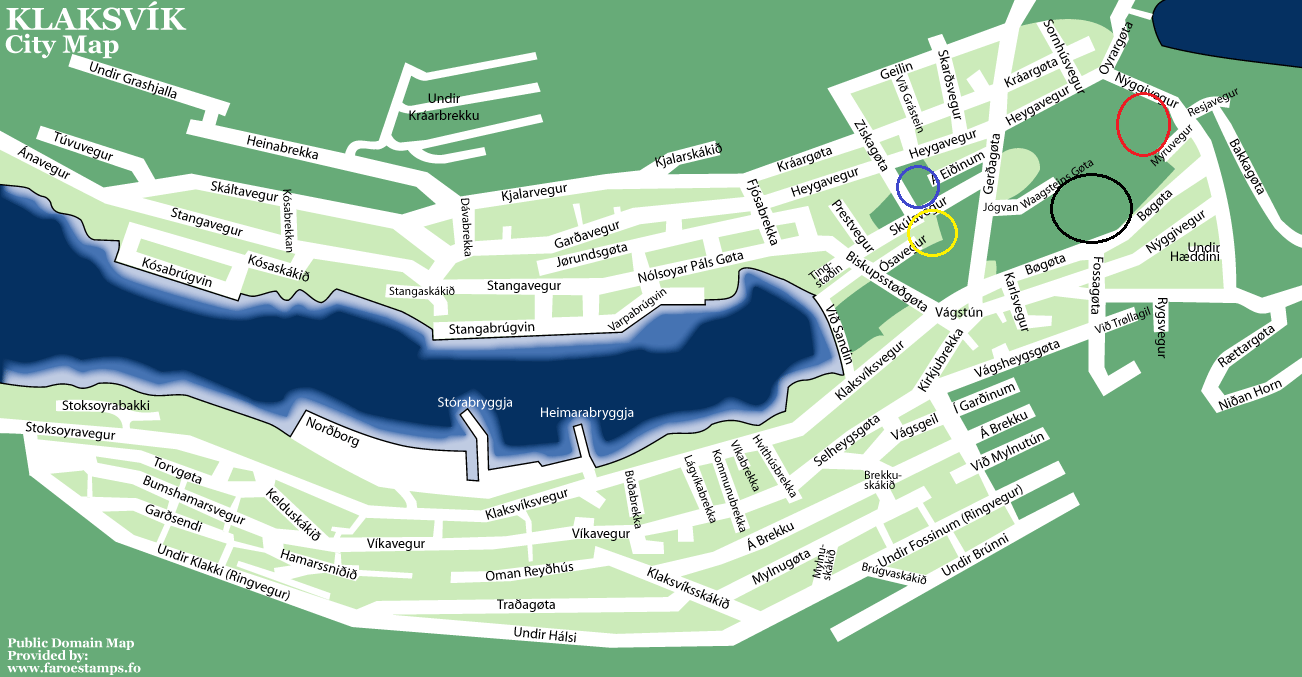 KLAKSVÍK
City Map
Undir Grashjalla
Undir
Kráarbrekku
Heinabrekka
Túvuvegur
Ánavegur
Skáltavegur
Kósabrekkan
Stangavegur
Kósabrúgvin
Kósaskákið
Dávabrekka
Kjalarvegur
Kjalarskákið
Garðavegur
Jørundsgøta
Nólsoyar Páls Gøta
Stangaskákið
Stangavegur
Stangabrúgvin
Varpabrúgvin
Fjósabrekka
Kráargøta
Heygavegur
Prestvegur
Geilin
Skarðsvegur
Við Grástein
Získagøta
Heygavegur
Á Eiðinum
Skúlavegur
Ósavegur
Biskupsstøðgøta
Ting-
støðin
Við Sandin
Gerðagøta
Kráargøta
Sornhúsvegur
Heygavegur
Oyrargøta
Nýggivegur
Resjavegur
Mýruvegur
Bakkagøta
Jógvan Waagsteins Gøta
Bøgøta
Nýggivegur
Undir
Hæddini
Bøgøta
Karlsvegur
Fossagøta
Við Trøllagil
Rygsvegur
Rættargøta
Niðan Horn
Vágstún
Kirkjubrekka
Klaksvíksvegur
Vágsheygsgøta
Í Garðinum
Á Brekku
Við Mylnutún
Vágsgeil
Selheygsgøta
Brekku-
skákið
Undir Fossinum (Ringvegur)
Undir Brúnni
Brúgvaskákið
Mylnu-
skákið
Mylnugøta
Á Brekku
Hvíthúsbrekka
Víkabrekka
Kommunubrekka
Lágvíkabrekka
Búðabrekka
Stórabryggja
Heimarabryggja
Norðborg
Stoksoyrabakki
Stoksoyravegur
Torvgøta
Bumshamarsvegur
Garðsendi
Kelduskákið
Hamarssniðið
Undir Klakki (Ringvegur)
Klaksvíksvegur
Víkavegur
Víkavegur
Oman Reyðhús
Klaksvíksskákið
Traðagøta
Undir Hálsi
Public Domain Map
Provided by:
www.faroestamps.fo